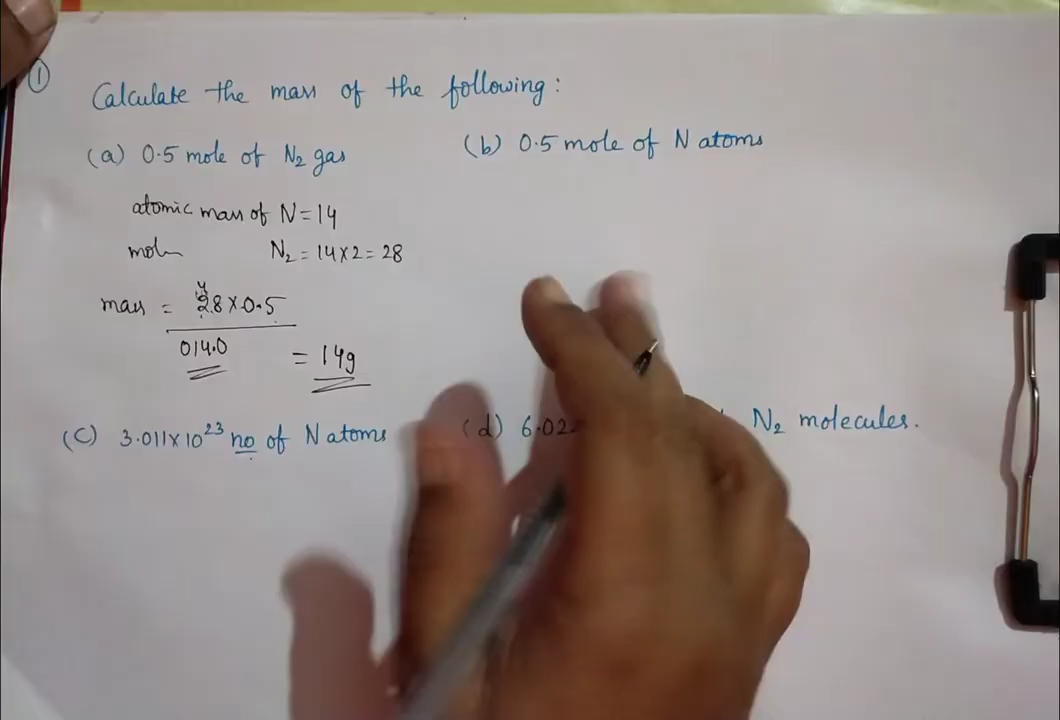 ① Calculate the mass of the following:
(a) 0.5 mole of N₂ gas
(b) 0.5 mole of N atoms
atomic mass of N = 14
N₂ = 14×2 = 28
mass = 28×0.5
014.0
= 14g
(C) 3.011×10²³ no of N atoms
(d) 6.02 N₂ molecules.